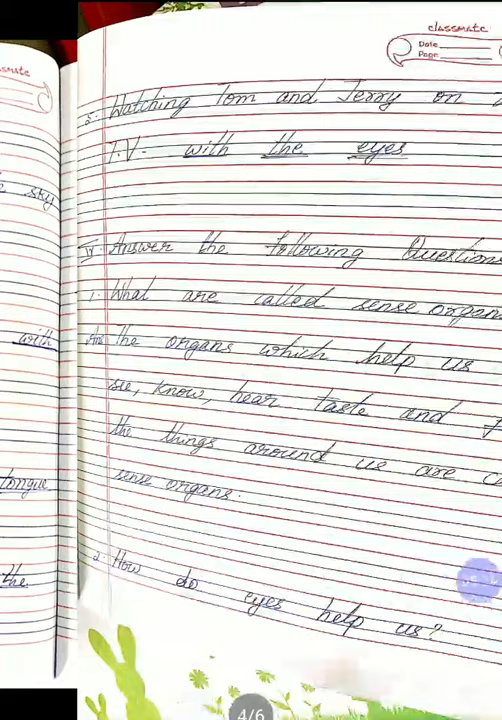 classmate
Date
Page
5. Watching Tom and Jerry on
T.V- with the eyes
IV. Answer the following Questions
1. What are called sense organ
Ans The organs which help us
see, know, hear taste and
the things around us are
sense organs.
2. How do eyes help us?
4/6
ssmate
sky
with
tongue
the